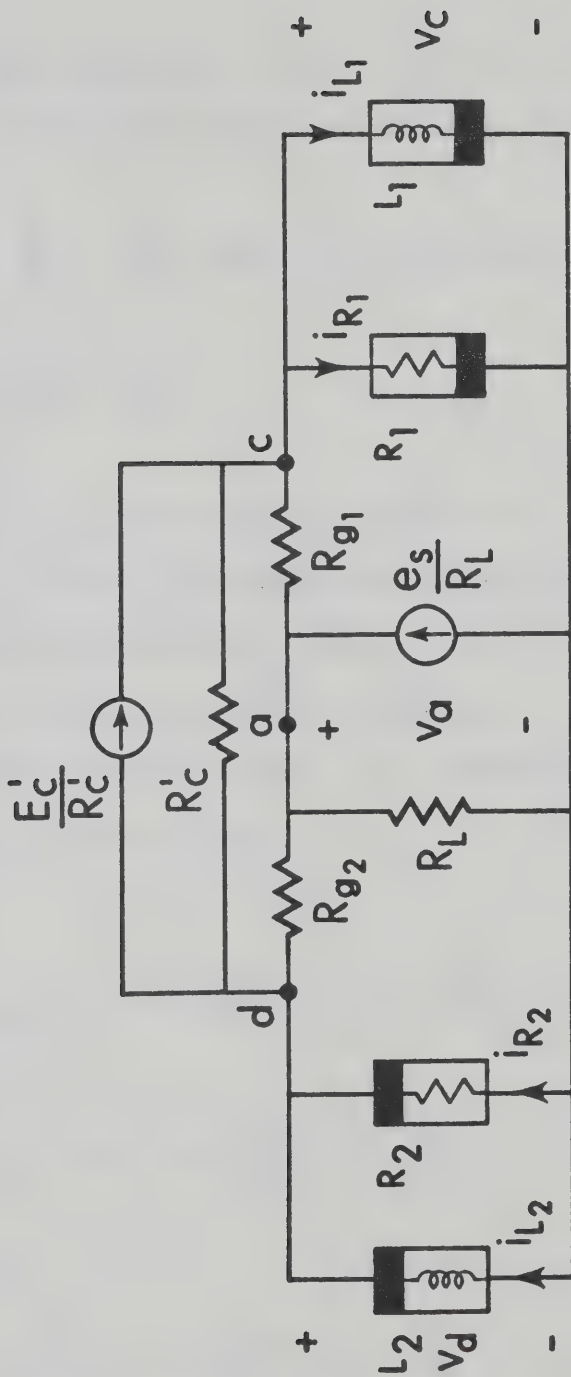 E'c
R'c
R'c
d
Rg2
a
Rg1
c
+
L2
vd
-
iL2
R2
iR2
RL
+
va
-
es
RL
R1
iR1
L1
iL1
+
vc
-